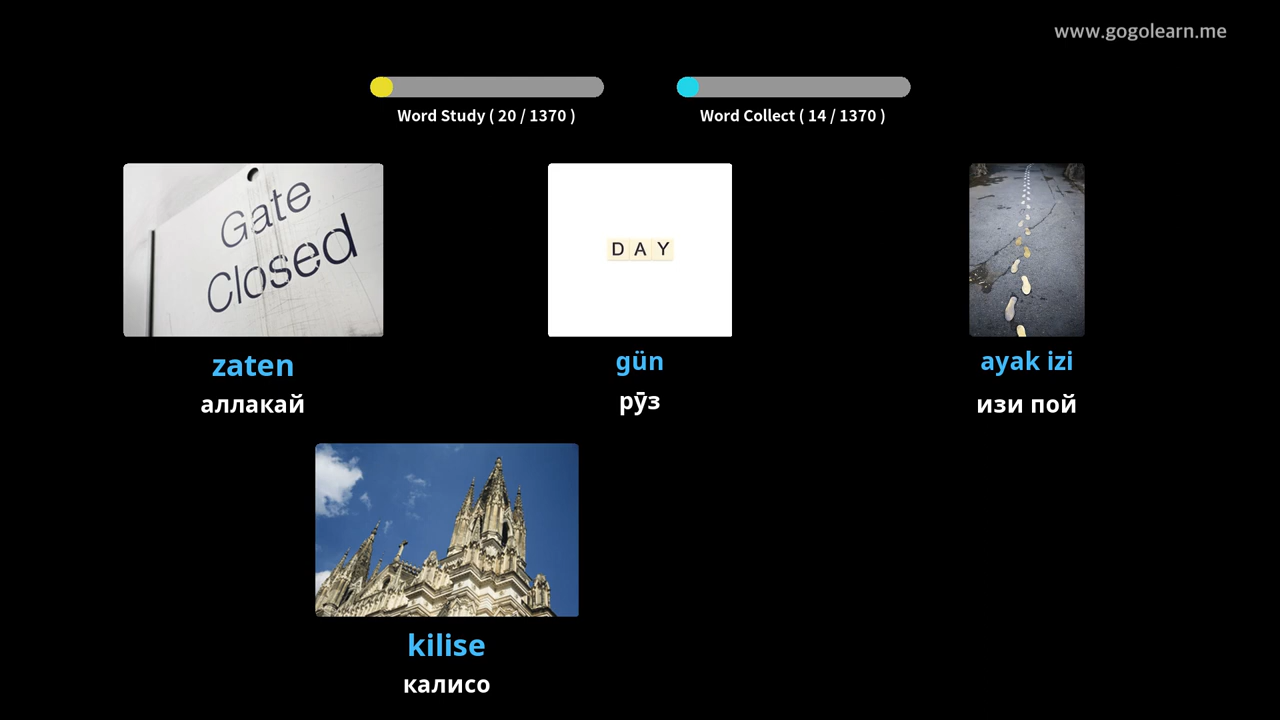 www.gogolearn.me
Word Study ( 20 / 1370 )
Word Collect ( 14 / 1370 )
Gate
Closed
DAY
zaten
gün
ayak izi
аллакай
рӯз
изи пой
kilise
калисо